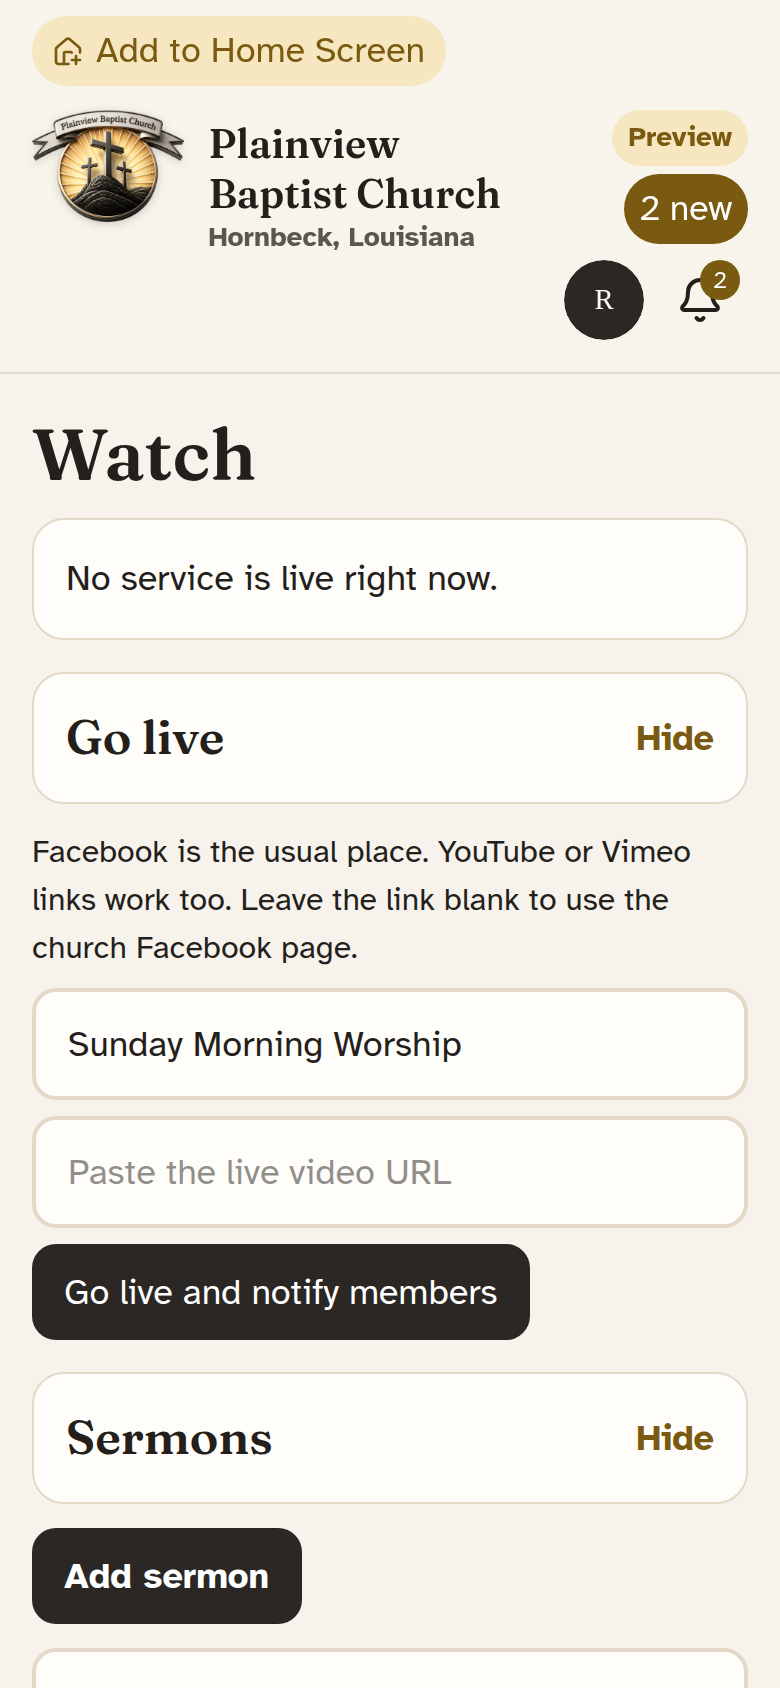 Add to Home Screen
Plainview Baptist Church
Plainview
Baptist Church
Hornbeck, Louisiana
Preview
2 new
R
2
Watch
No service is live right now.
Go live
Hide
Facebook is the usual place. YouTube or Vimeo
links work too. Leave the link blank to use the
church Facebook page.
Sunday Morning Worship
Paste the live video URL
Go live and notify members
Sermons
Hide
Add sermon